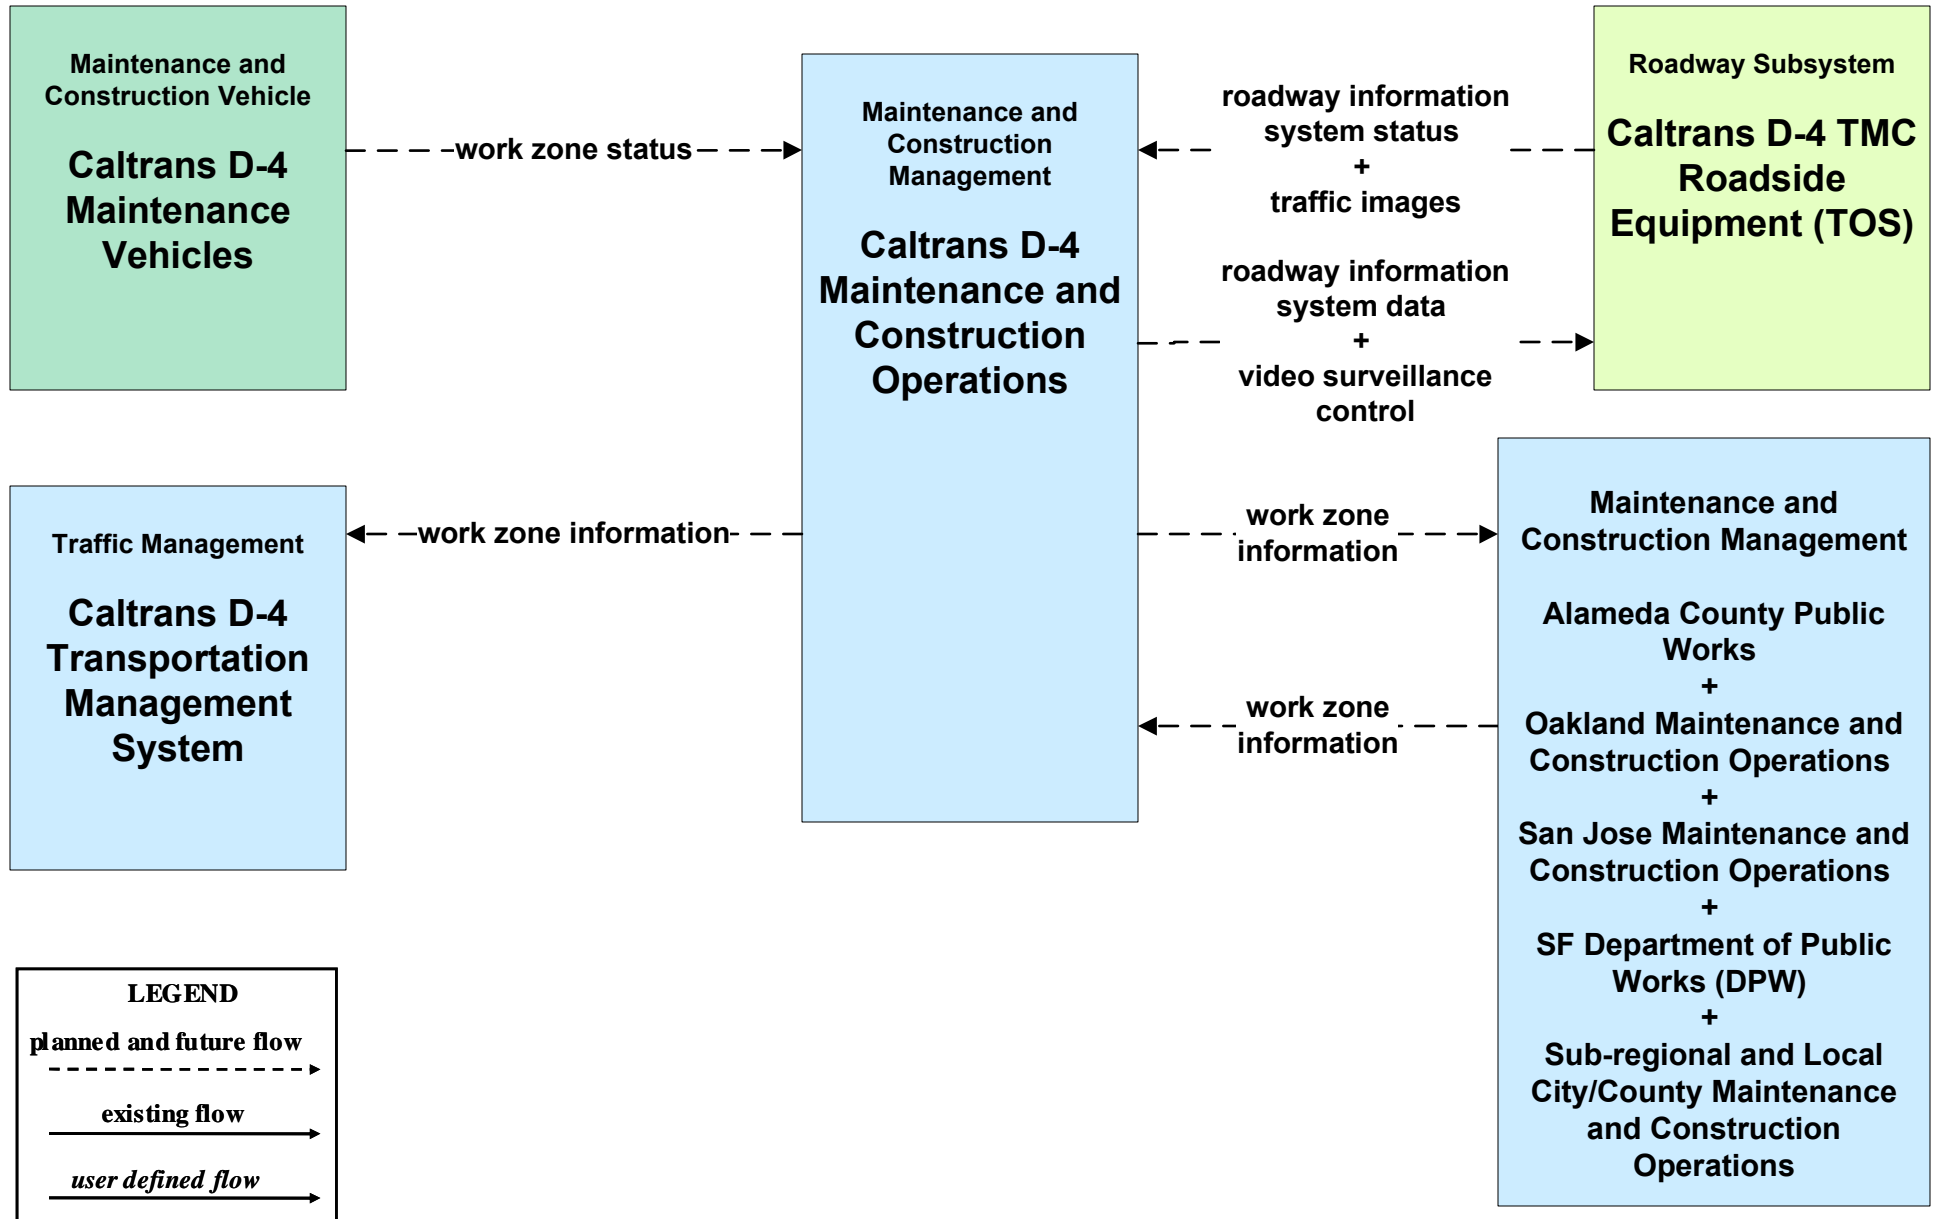 Maintenance and
Construction Vehicle
Caltrans D-4
Maintenance
Vehicles
work zone status
Maintenance and
Construction
Management
Caltrans D-4
Maintenance and
Construction
Operations
roadway information
system status
+
traffic images
roadway information
system data
+
video surveillance
control
Roadway Subsystem
Caltrans D-4 TMC
Roadside
Equipment (TOS)
Traffic Management
Caltrans D-4
Transportation
Management
System
work zone information
work zone
information
work zone
information
Maintenance and
Construction Management
Alameda County Public
Works
+
Oakland Maintenance and
Construction Operations
+
San Jose Maintenance and
Construction Operations
+
SF Department of Public
Works (DPW)
+
Sub-regional and Local
City/County Maintenance
and Construction
Operations
LEGEND
planned and future flow
existing flow
user defined flow